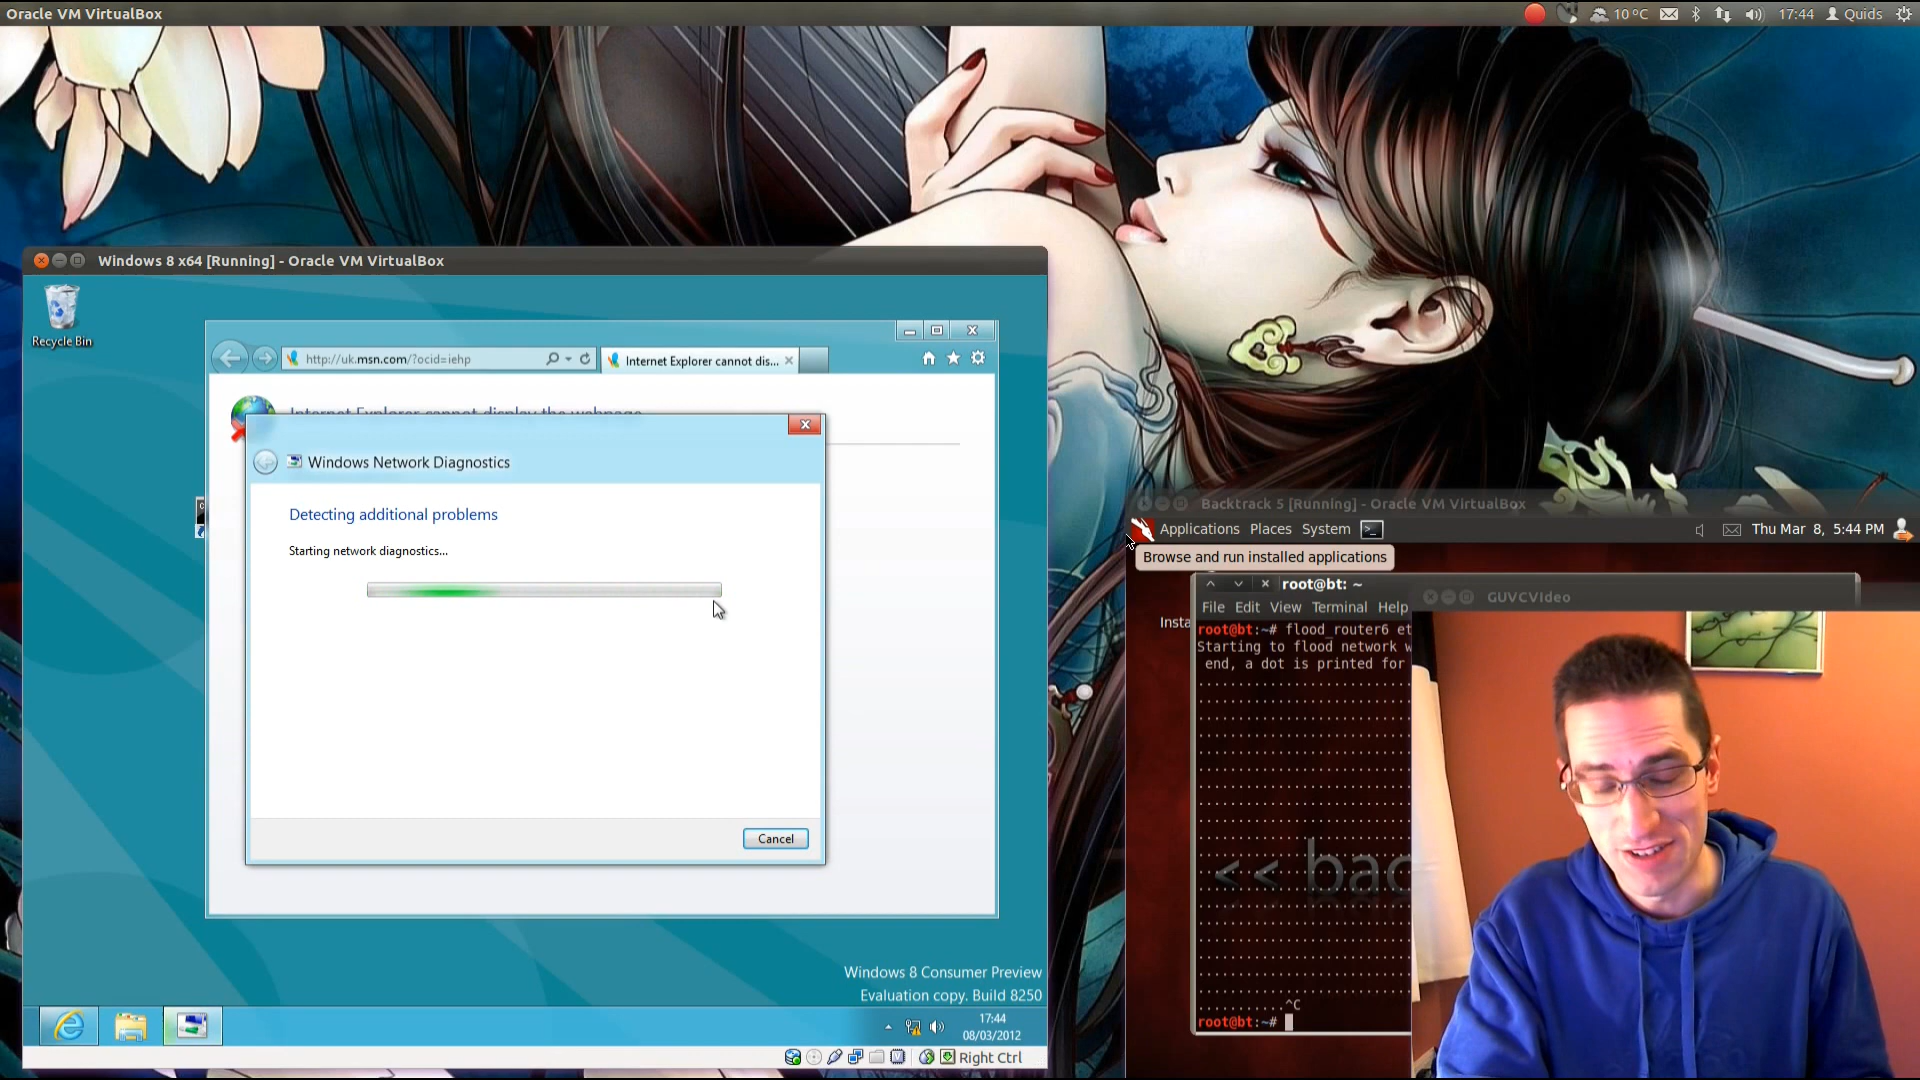 Oracle VM VirtualBox
10 °C
17:44
Quids
Windows 8 x64 [Running] - Oracle VM VirtualBox
Recycle Bin
http://uk.msn.com/?ocid=iehp
Internet Explorer cannot dis...
Internet Explorer cannot display the webpage
Windows Network Diagnostics
Detecting additional problems
Starting network diagnostics...
Cancel
Windows 8 Consumer Preview
Evaluation copy. Build 8250
17:44
08/03/2012
Right Ctrl
Backtrack 5 [Running] - Oracle VM VirtualBox
Applications Places System
Thu Mar 8, 5:44 PM
Browse and run installed applications
root@bt: ~
File Edit View Terminal Help
GUVCVIdeo
Insta
root@bt:~# flood_router6 et
Starting to flood network w
end, a dot is printed for
<< bac
^C
root@bt:~#